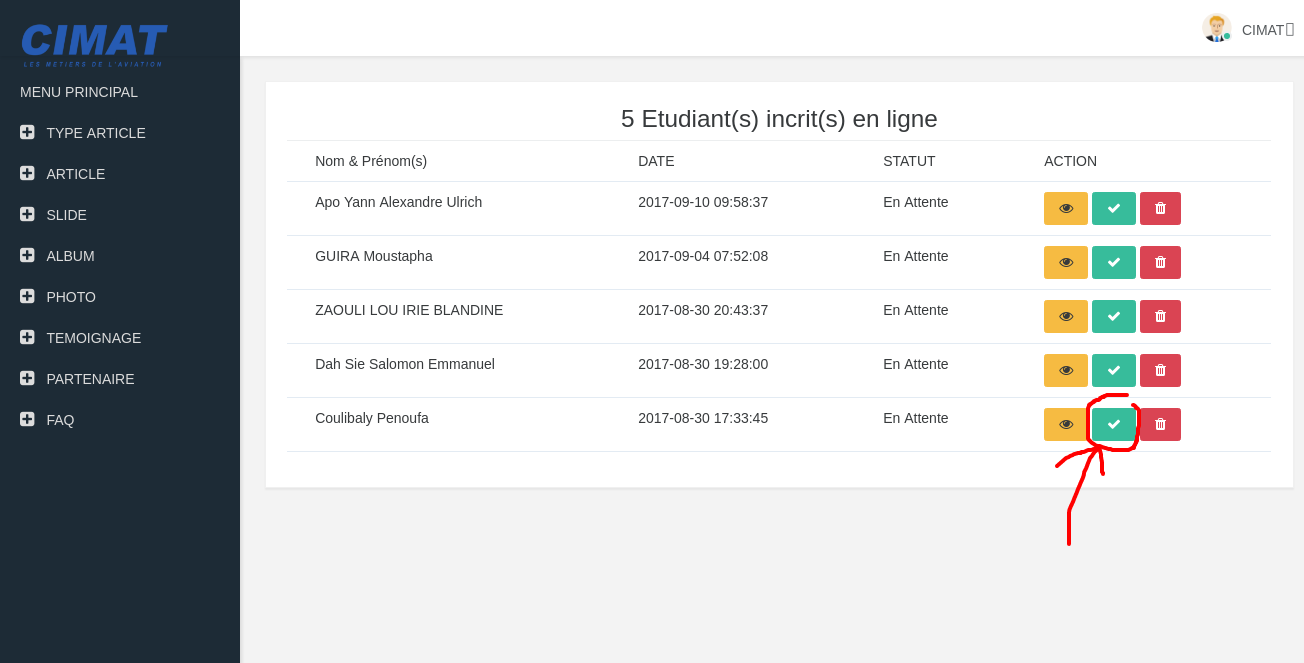 CIMAT
LES METIERS DE L'AVIATION
CIMAT
MENU PRINCIPAL
TYPE ARTICLE
ARTICLE
SLIDE
ALBUM
PHOTO
TEMOIGNAGE
PARTENAIRE
FAQ
5 Etudiant(s) incrit(s) en ligne
Nom & Prénom(s) DATE STATUT ACTION
Apo Yann Alexandre Ulrich 2017-09-10 09:58:37 En Attente
GUIRA Moustapha 2017-09-04 07:52:08 En Attente
ZAOULI LOU IRIE BLANDINE 2017-08-30 20:43:37 En Attente
Dah Sie Salomon Emmanuel 2017-08-30 19:28:00 En Attente
Coulibaly Penoufa 2017-08-30 17:33:45 En Attente